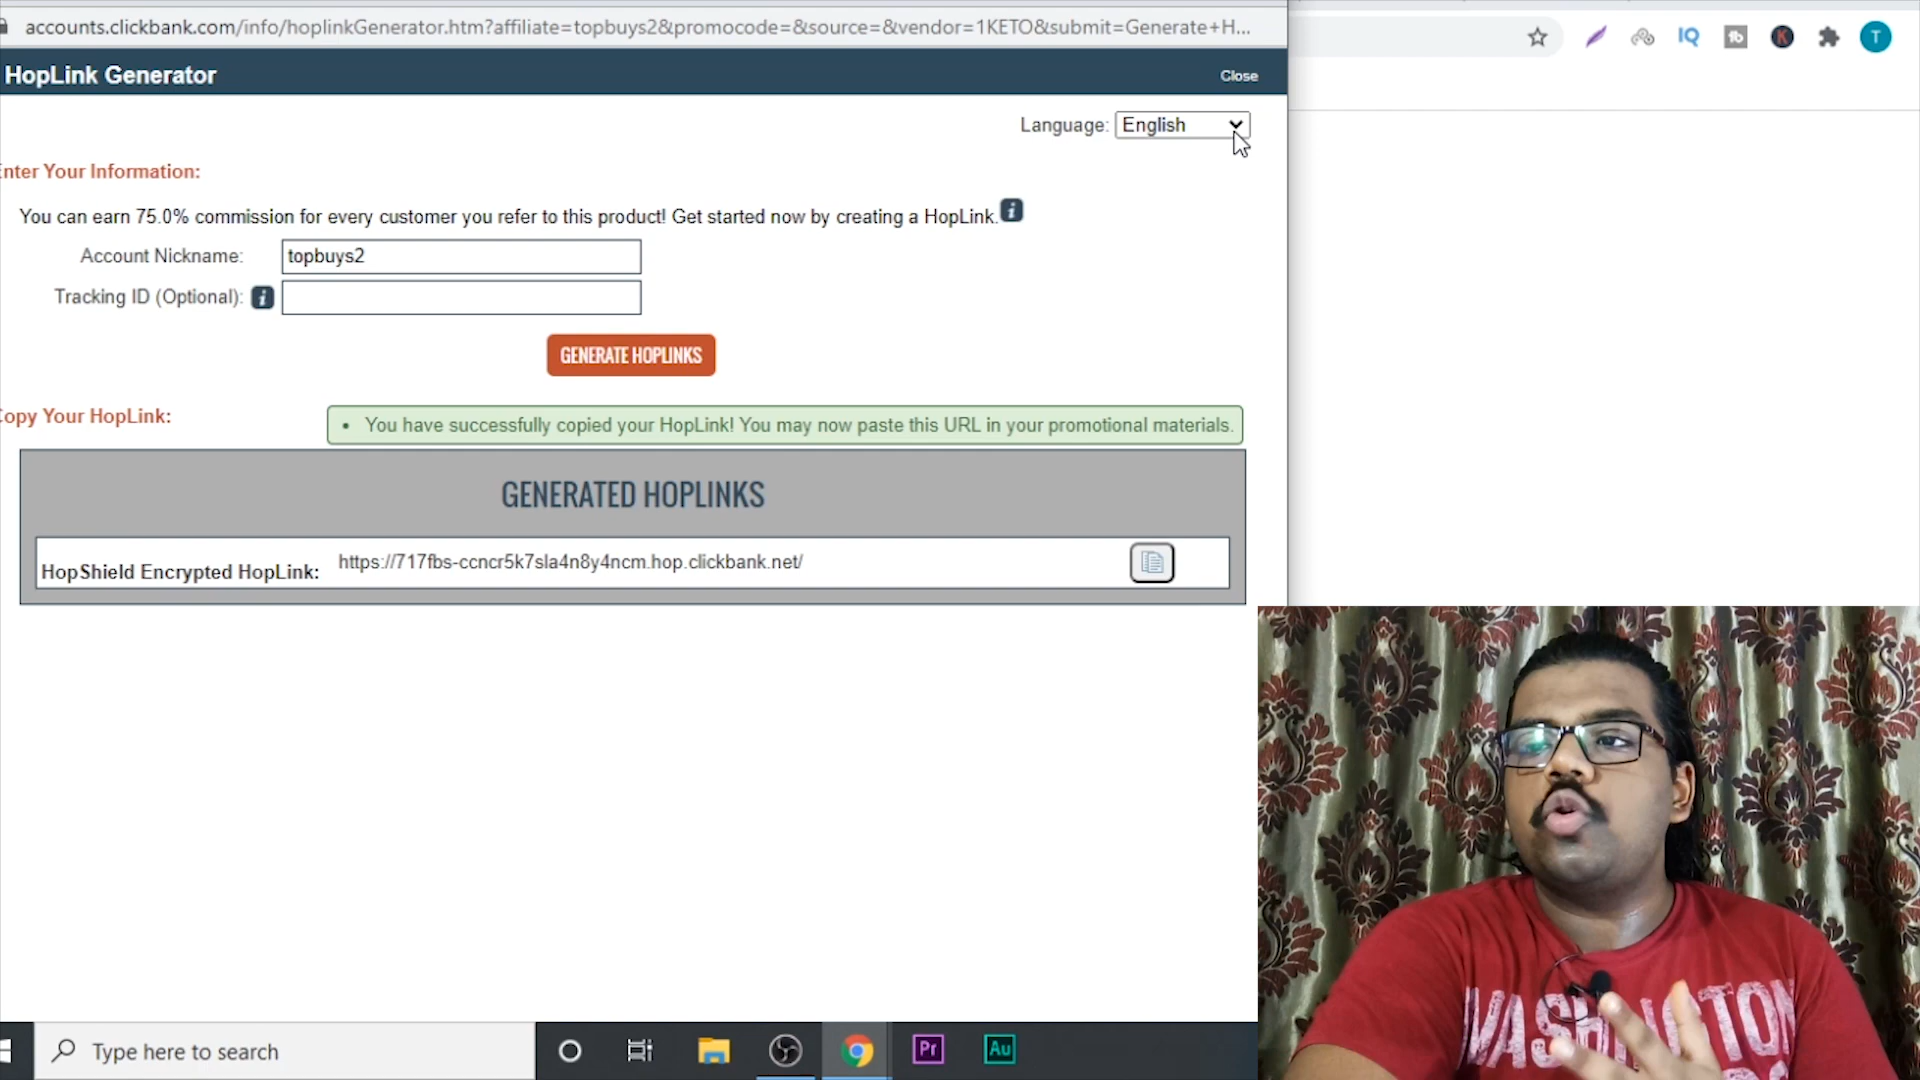 accounts.clickbank.com/info/hoplinkGenerator.htm?affiliate=topbuys2&promocode=&source=&vendor=1KETO&submit=Generate+H...
HopLink Generator
Close
Language: English
nter Your Information:
You can earn 75.0% commission for every customer you refer to this product! Get started now by creating a HopLink.
Account Nickname: topbuys2
Tracking ID (Optional):
GENERATE HOPLINKS
opy Your HopLink:
• You have successfully copied your HopLink! You may now paste this URL in your promotional materials.
GENERATED HOPLINKS
HopShield Encrypted HopLink: https://717fbs-ccncr5k7sla4n8y4ncm.hop.clickbank.net/
IQ
tb
K
T
WASHINGTON
Type here to search
Pr
Au